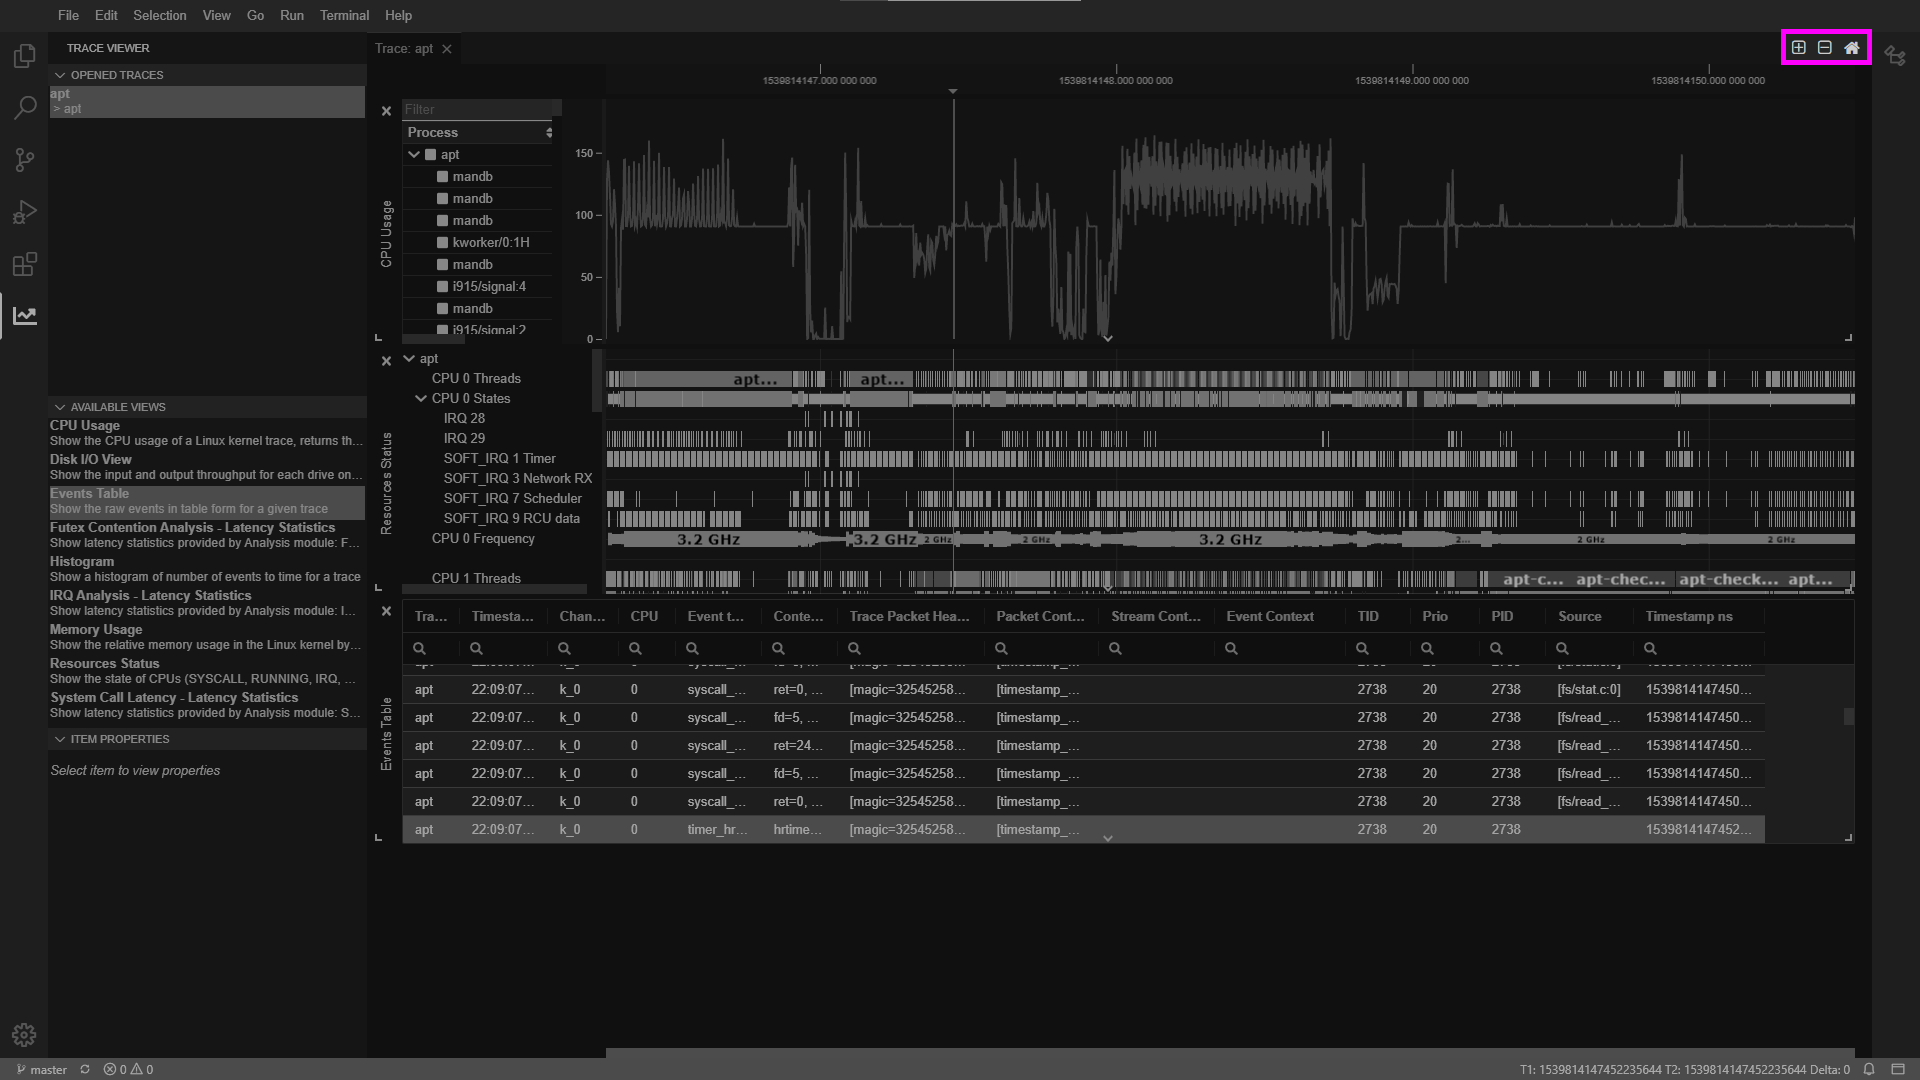 File Edit Selection View Go Run Terminal Help
TRACE VIEWER
OPENED TRACES
apt
> apt
AVAILABLE VIEWS
CPU Usage
Show the CPU usage of a Linux kernel trace, returns th...
Disk I/O View
Show the input and output throughput for each drive on...
Events Table
Show the raw events in table form for a given trace
Futex Contention Analysis - Latency Statistics
Show latency statistics provided by Analysis module: F...
Histogram
Show a histogram of number of events to time for a trace
IRQ Analysis - Latency Statistics
Show latency statistics provided by Analysis module: I...
Memory Usage
Show the relative memory usage in the Linux kernel by...
Resources Status
Show the state of CPUs (SYSCALL, RUNNING, IRQ, ...
System Call Latency - Latency Statistics
Show latency statistics provided by Analysis module: S...
ITEM PROPERTIES
Select item to view properties
Trace: apt
1539814147.000 000 000 1539814148.000 000 000 1539814149.000 000 000 1539814150.000 000 000
CPU Usage
Filter
Process
apt
mandb
mandb
mandb
kworker/0:1H
mandb
i915/signal:4
mandb
i915/signal:2
150
100
50
0
Resources Status
apt
CPU 0 Threads apt... apt...
CPU 0 States
IRQ 28
IRQ 29
SOFT_IRQ 1 Timer
SOFT_IRQ 3 Network RX
SOFT_IRQ 7 Scheduler
SOFT_IRQ 9 RCU data
CPU 0 Frequency 3.2 GHz 3.2 GHz 2 GHz 2 GHz 3.2 GHz 2... 2 GHz 2 GHz
CPU 1 Threads apt-c... apt-chec... apt-check... apt...
Events Table
Tra... Timesta... Chan... CPU Event t... Conte... Trace Packet Hea... Packet Cont... Stream Cont... Event Context TID Prio PID Source Timestamp ns
apt 22:09:07... k_0 0 syscall_... ret=0, ... [magic=32545258... [timestamp_... 2738 20 2738 [fs/stat.c:0] 1539814147450...
apt 22:09:07... k_0 0 syscall_... fd=5, ... [magic=32545258... [timestamp_... 2738 20 2738 [fs/read_... 1539814147450...
apt 22:09:07... k_0 0 syscall_... ret=24... [magic=32545258... [timestamp_... 2738 20 2738 [fs/read_... 1539814147450...
apt 22:09:07... k_0 0 syscall_... fd=5, ... [magic=32545258... [timestamp_... 2738 20 2738 [fs/read_... 1539814147450...
apt 22:09:07... k_0 0 syscall_... ret=0, ... [magic=32545258... [timestamp_... 2738 20 2738 [fs/read_... 1539814147450...
apt 22:09:07... k_0 0 timer_hr... hrtime... [magic=32545258... [timestamp_... 2738 20 2738 1539814147452...
master 0 0 T1: 1539814147452235644 T2: 1539814147452235644 Delta: 0